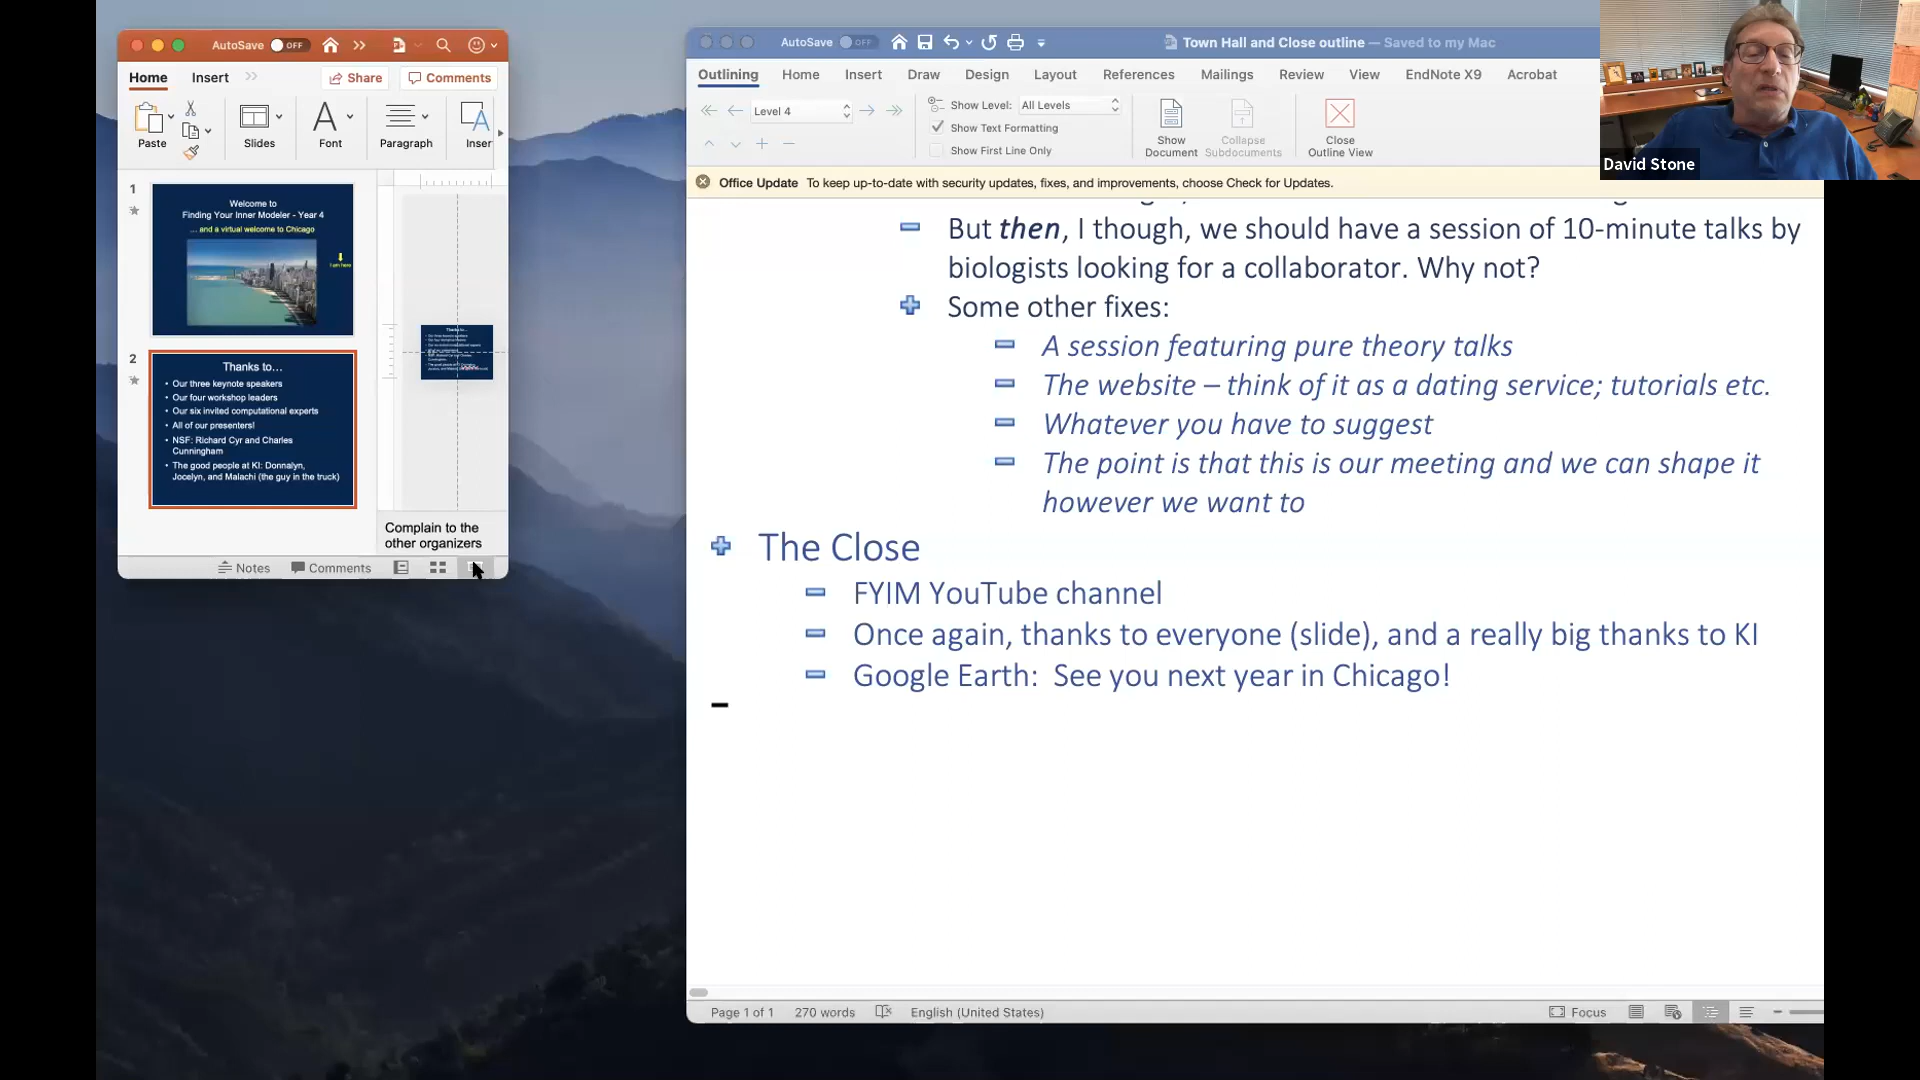 AutoSave OFF
Home Insert Share Comments
Paste Slides Font Paragraph Inser
1
Welcome to
Finding Your Inner Modeler - Year 4
... and a virtual welcome to Chicago
I am here
2
Thanks to...
• Our three keynote speakers
• Our four workshop leaders
• Our six invited computational experts
• All of our presenters!
• NSF: Richard Cyr and Charles
Cunningham
• The good people at KI: Donnalyn,
Jocelyn, and Malachi (the guy in the truck)
Complain to the
other organizers
Notes Comments
AutoSave OFF Town Hall and Close outline — Saved to my Mac
Outlining Home Insert Draw Design Layout References Mailings Review View EndNote X9 Acrobat
Level 4
Show Level: All Levels
Show Text Formatting
Show First Line Only
Show
Document
Collapse
Subdocuments
Close
Outline View
Office Update To keep up-to-date with security updates, fixes, and improvements, choose Check for Updates.
But then, I though, we should have a session of 10-minute talks by
biologists looking for a collaborator. Why not?
Some other fixes:
A session featuring pure theory talks
The website – think of it as a dating service; tutorials etc.
Whatever you have to suggest
The point is that this is our meeting and we can shape it
however we want to
The Close
FYIM YouTube channel
Once again, thanks to everyone (slide), and a really big thanks to KI
Google Earth:  See you next year in Chicago!
Page 1 of 1 270 words English (United States) Focus
David Stone